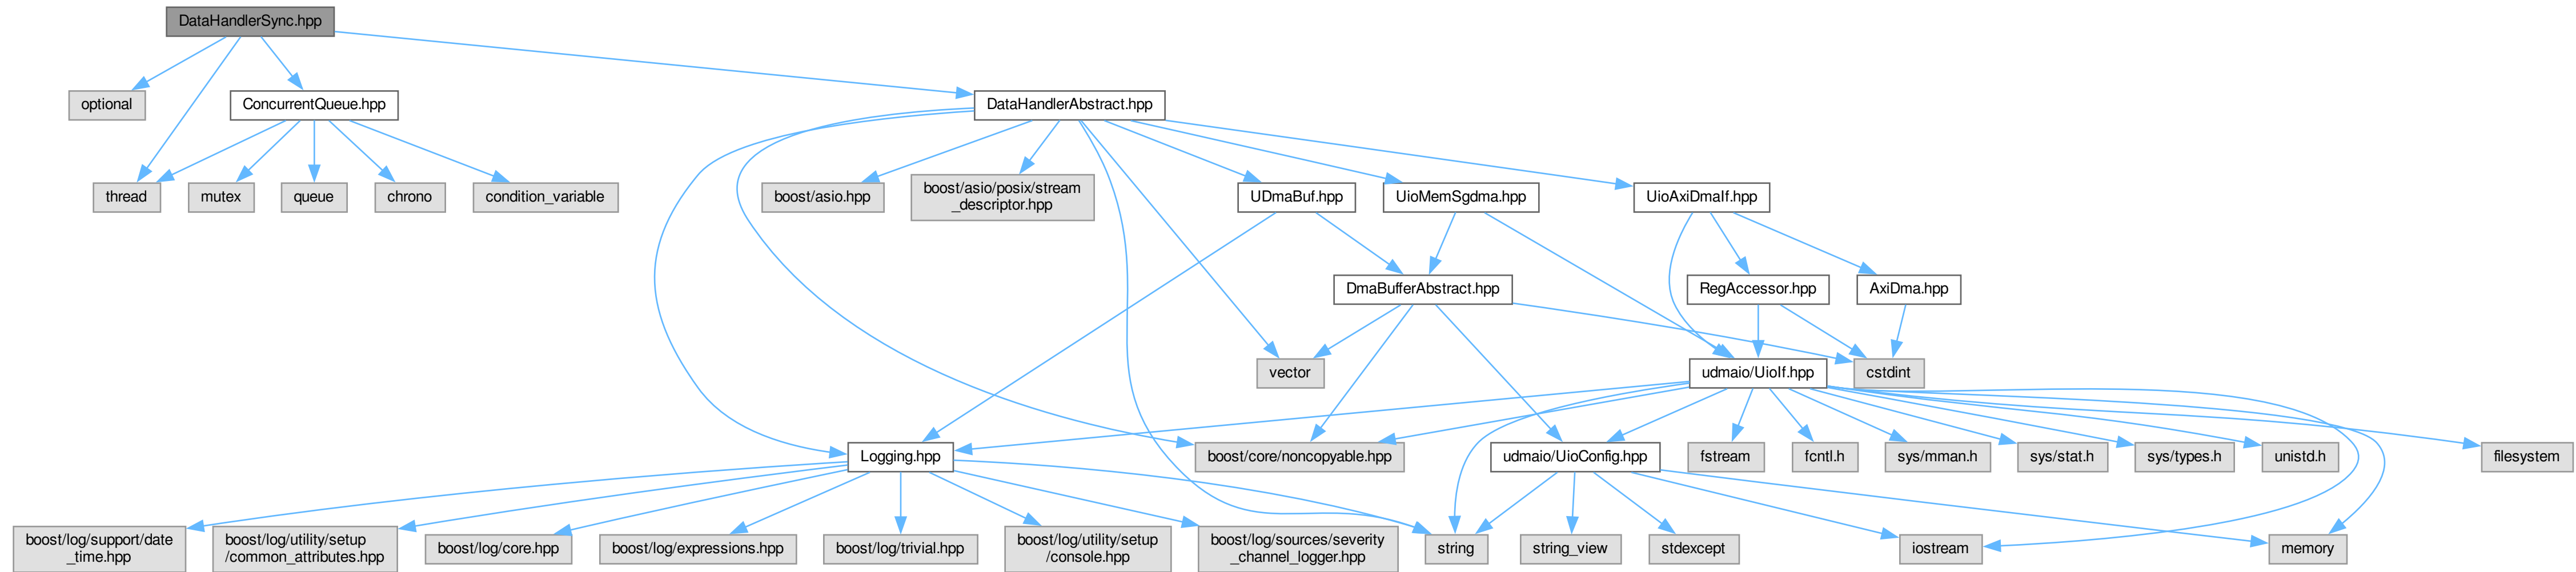 DataHandlerSync.hpp
optional
ConcurrentQueue.hpp
DataHandlerAbstract.hpp
thread
mutex
queue
chrono
condition_variable
boost/asio.hpp
boost/asio/posix/stream
_descriptor.hpp
UDmaBuf.hpp
UioMemSgdma.hpp
UioAxiDmaIf.hpp
DmaBufferAbstract.hpp
RegAccessor.hpp
AxiDma.hpp
vector
udmaio/UioIf.hpp
cstdint
Logging.hpp
boost/core/noncopyable.hpp
udmaio/UioConfig.hpp
fstream
fcntl.h
sys/mman.h
sys/stat.h
sys/types.h
unistd.h
filesystem
boost/log/support/date
_time.hpp
boost/log/utility/setup
/common_attributes.hpp
boost/log/core.hpp
boost/log/expressions.hpp
boost/log/trivial.hpp
boost/log/utility/setup
/console.hpp
boost/log/sources/severity
_channel_logger.hpp
string
string_view
stdexcept
iostream
memory